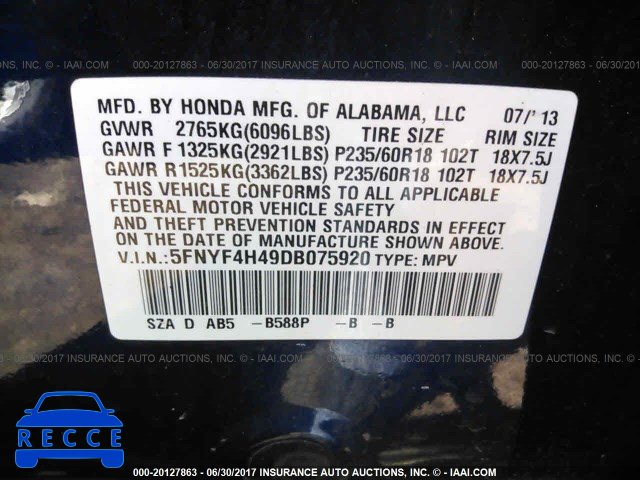 000-20127863 - 06/30/2017 INSURANCE AUTO AUCTIONS, INC. - © IAAI.COM
MFD. BY HONDA MFG. OF ALABAMA, LLC 07/'13
GVWR 2765KG(6096LBS) TIRE SIZE RIM SIZE
GAWR F 1325KG(2921LBS) P235/60R18 102T 18X7.5J
GAWR R1525KG(3362LBS) P235/60R18 102T 18X7.5J
THIS VEHICLE CONFORMS TO ALL APPLICABLE
FEDERAL MOTOR VEHICLE SAFETY
AND THEFT PREVENTION STANDARDS IN EFFECT
ON THE DATE OF MANUFACTURE SHOWN ABOVE.
V.I.N.:5FNYF4H49DB075920 TYPE: MPV
SZA D AB5 -B588P -B -B
RECCE
000-20127863 - 06/30/2017 INSURANCE AUTO AUCTIONS, INC. - © IAAI.COM